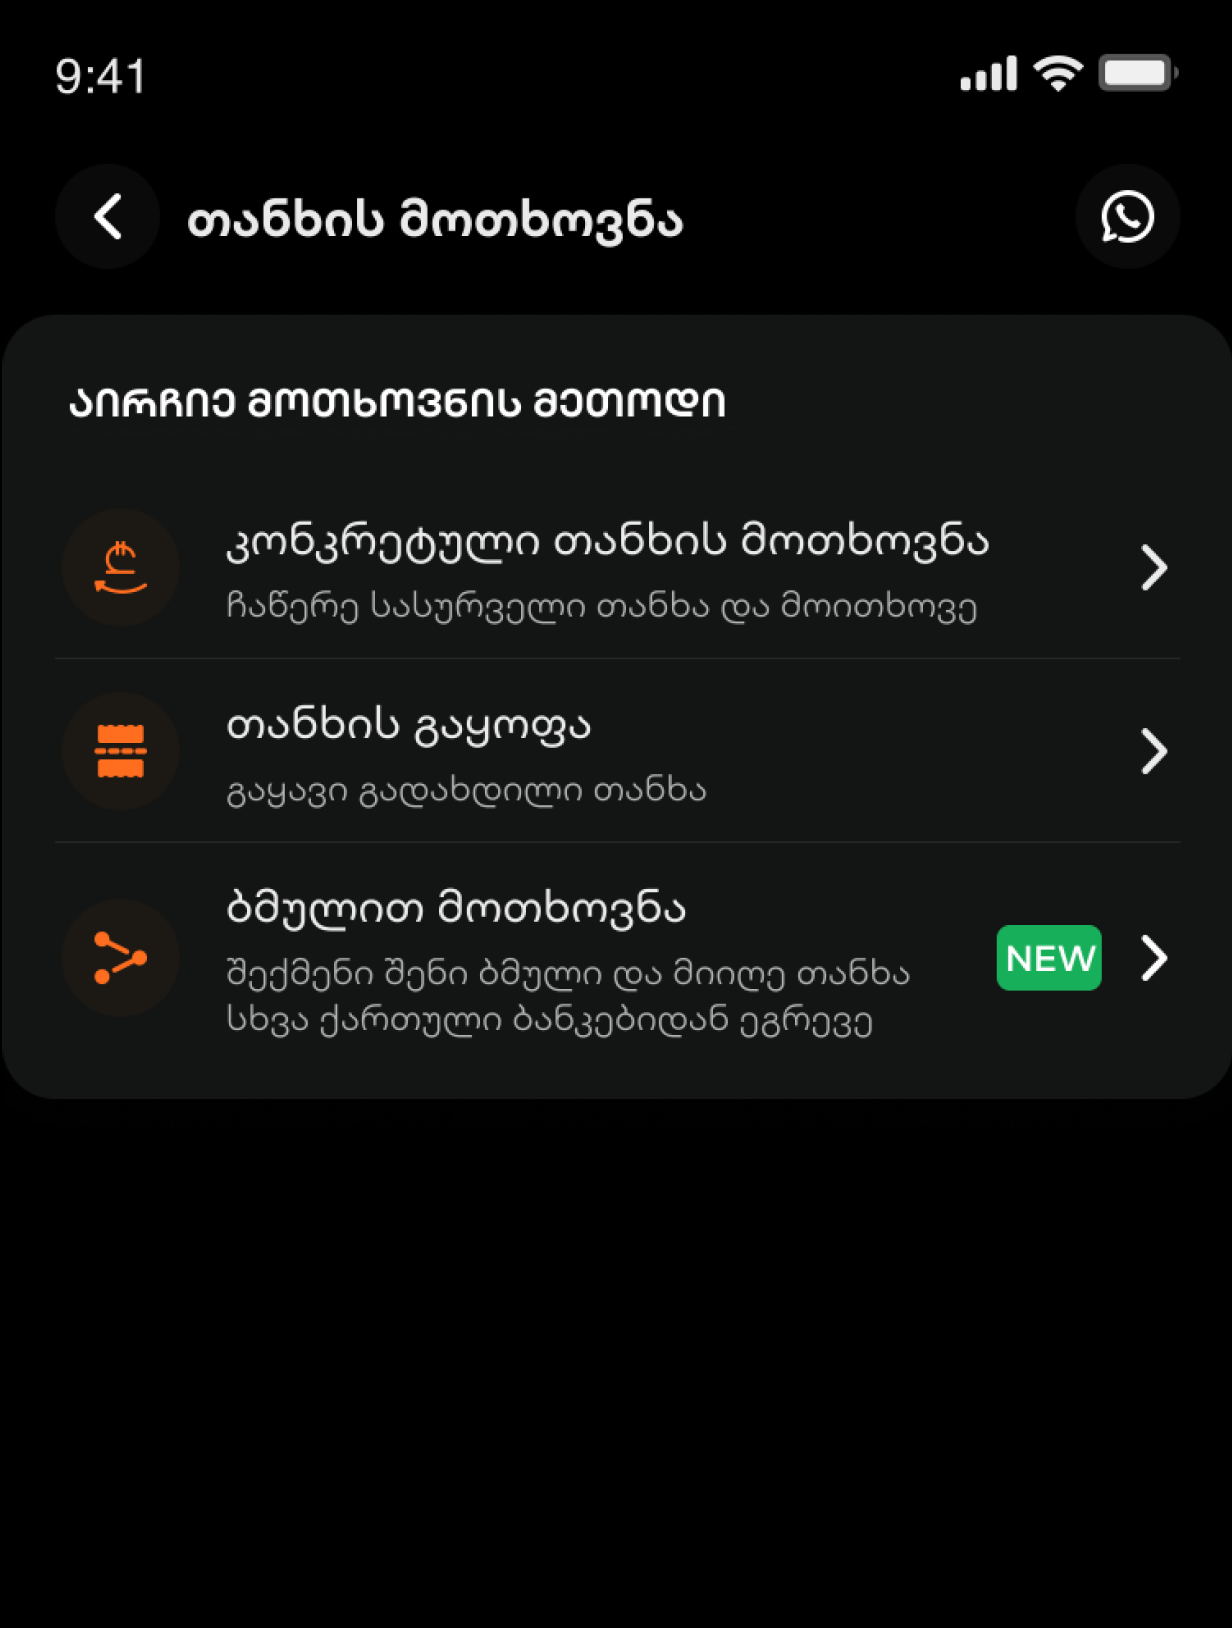 9:41
თანხის მოთხოვნა
აირჩიე მოთხოვნის მეთოდი
კონკრეტული თანხის მოთხოვნა
ჩაწერე სასურველი თანხა და მოითხოვე
თანხის გაყოფა
გაყავი გადახდილი თანხა
ბმულით მოთხოვნა
შექმენი შენი ბმული და მიიღე თანხა
სხვა ქართული ბანკებიდან ეგრევე
NEW